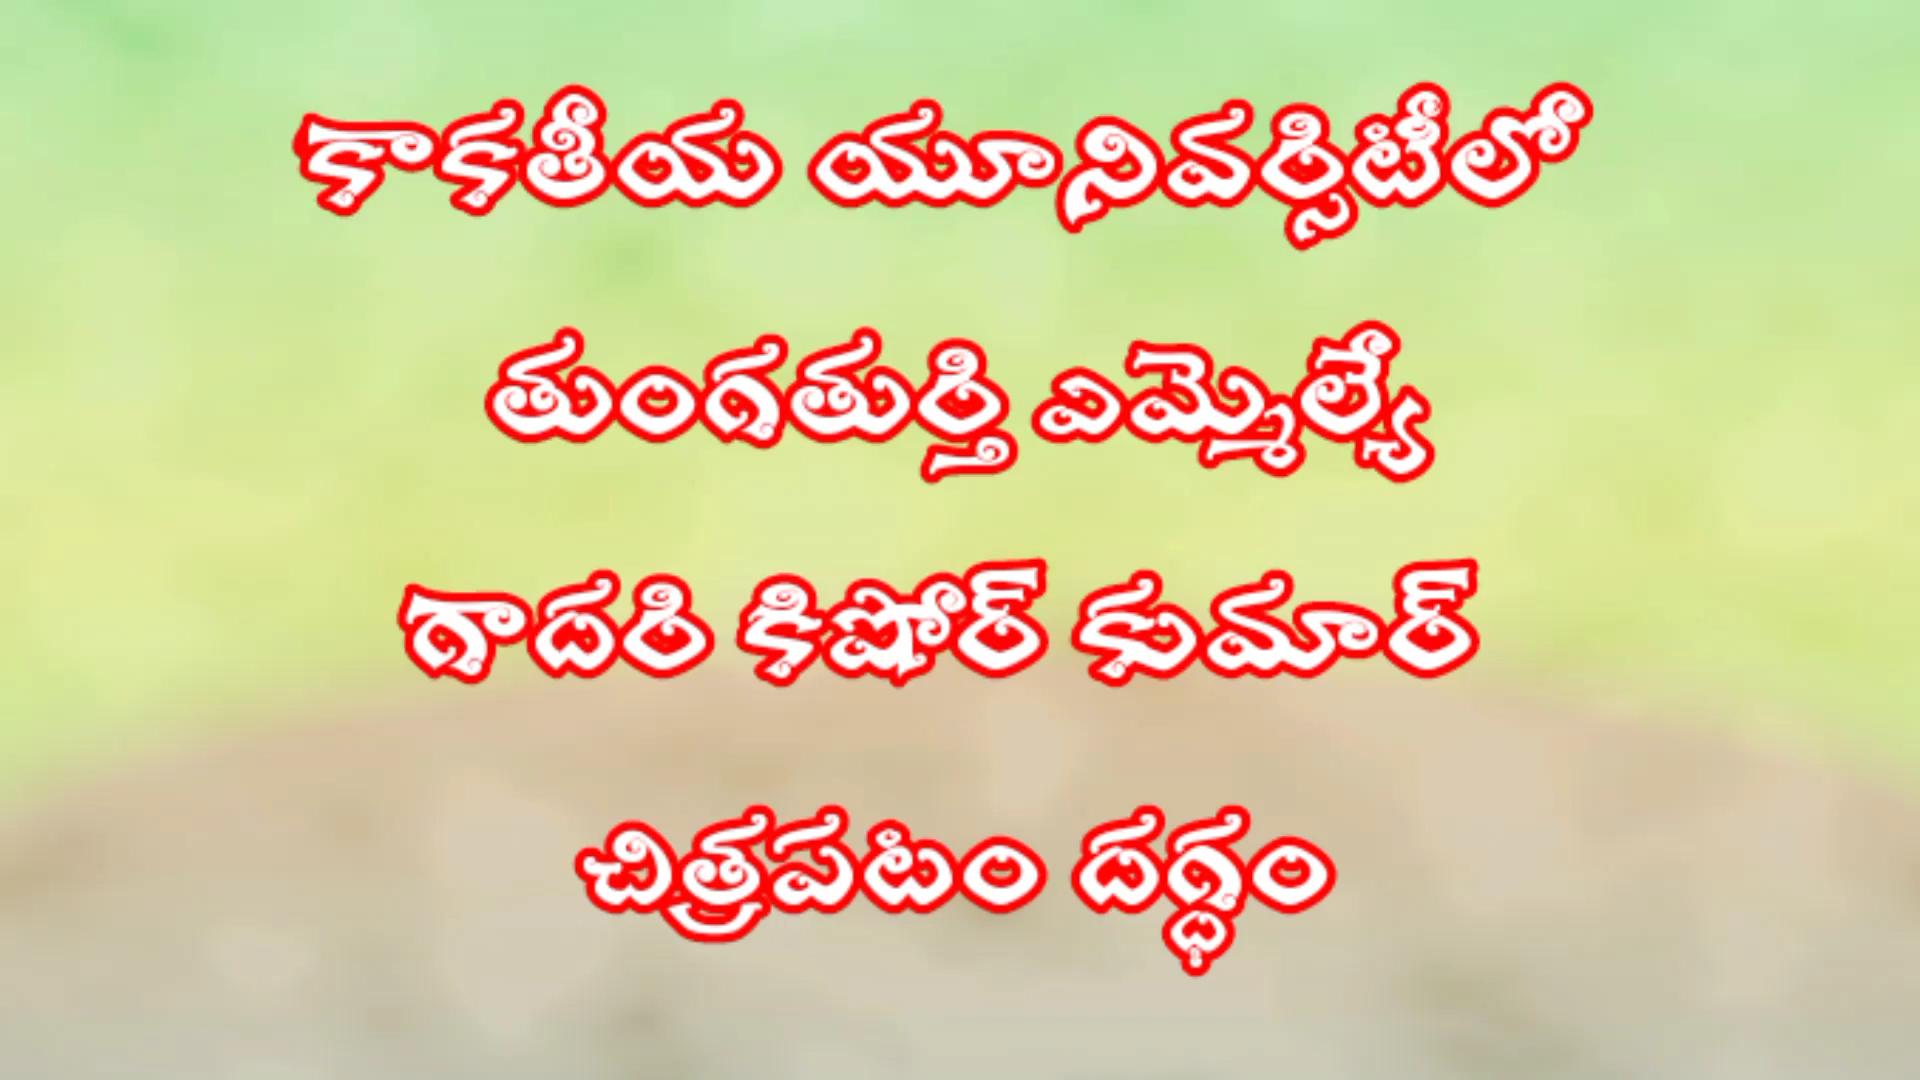 కాకతీయ యూనివర్సిటీలో
తుంగతుర్తి ఎమ్మెల్యే
గాదరి కిషోర్ కుమార్
చిత్రపటం దగ్ధం